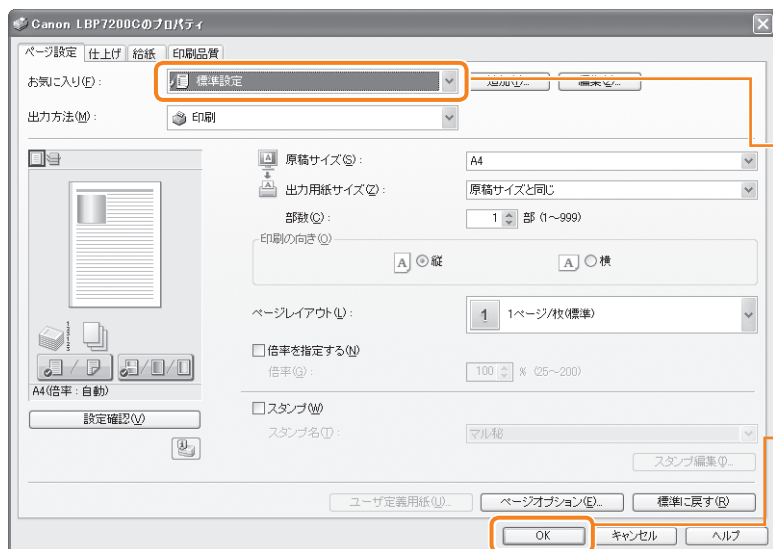 Canon LBP7200Cのプロパティ
ページ設定 仕上げ 給紙 印刷品質
お気に入り(F): 標準設定 追加(1)... 編集(2)...
出力方法(M): 印刷
原稿サイズ(S): A4
出力用紙サイズ(Z): 原稿サイズと同じ
部数(C): 1 部 (1~999)
印刷の向き(O)
A 縦 A 横
ページレイアウト(L): 1 1ページ/枚(標準)
倍率を指定する(N)
倍率(G): 100 % (25~200)
A4(倍率:自動)
設定確認(V)
スタンプ(W)
スタンプ名(T): マル秘
スタンプ編集(I)...
ユーザ定義用紙(U)... ページオプション(E)... 標準に戻す(R)
OK キャンセル ヘルプ